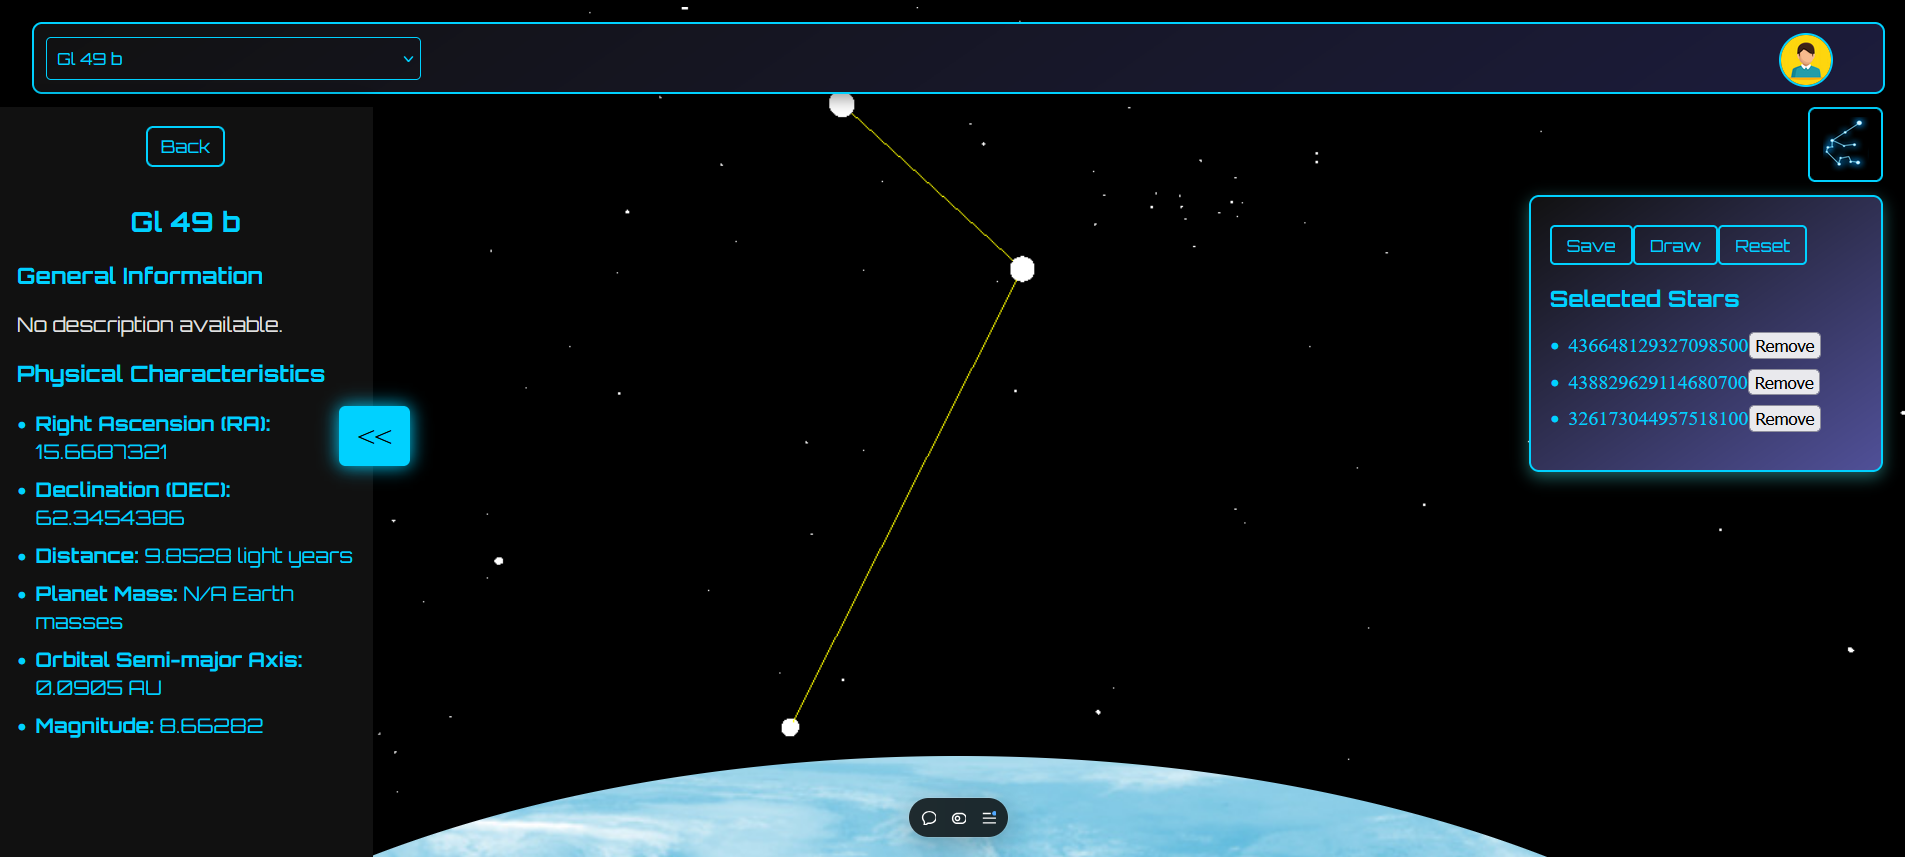 Gl 49 b
Back
Gl 49 b
General Information
No description available.
Physical Characteristics
Right Ascension (RA):
15.6687321
Declination (DEC):
62.3454386
Distance: 9.8528 light years
Planet Mass: N/A Earth
masses
Orbital Semi-major Axis:
0.0905 AU
Magnitude: 8.66282
<<
Save Draw Reset
Selected Stars
436648129327098500 Remove
438829629114680700 Remove
326173044957518100 Remove